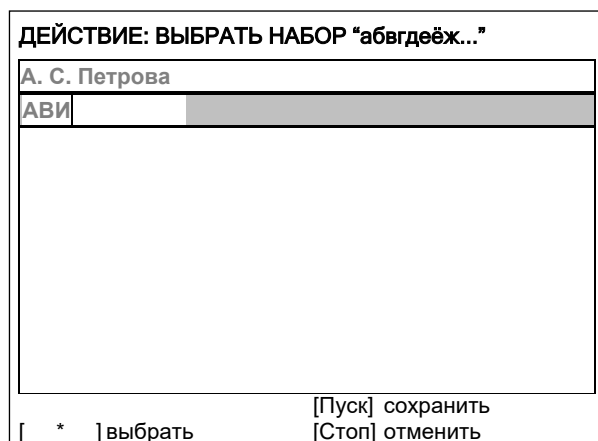 ДЕЙСТВИЕ: ВЫБРАТЬ НАБОР “абвгдеёж...”
А. С. Петрова
АВИ
[Пуск] сохранить
[ * ] выбрать [Стоп] отменить